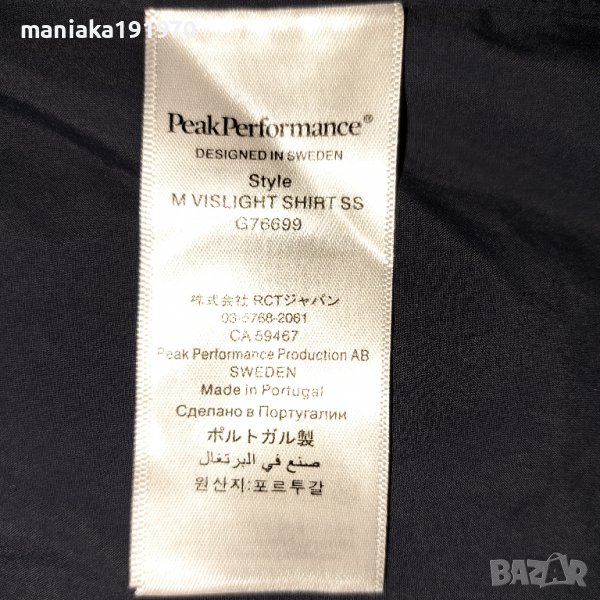 maniaka191970
PeakPerformance®
DESIGNED IN SWEDEN
Style
M VISLIGHT SHIRT SS
G76699
株式会社 RCTジャパン
03-5768-2061
CA 59467
Peak Performance Production AB
SWEDEN
Made in Portugal
Сделано в Португалии
ポルトガル製
صنع في البرتغال
원산지:포르투갈
BAZAR